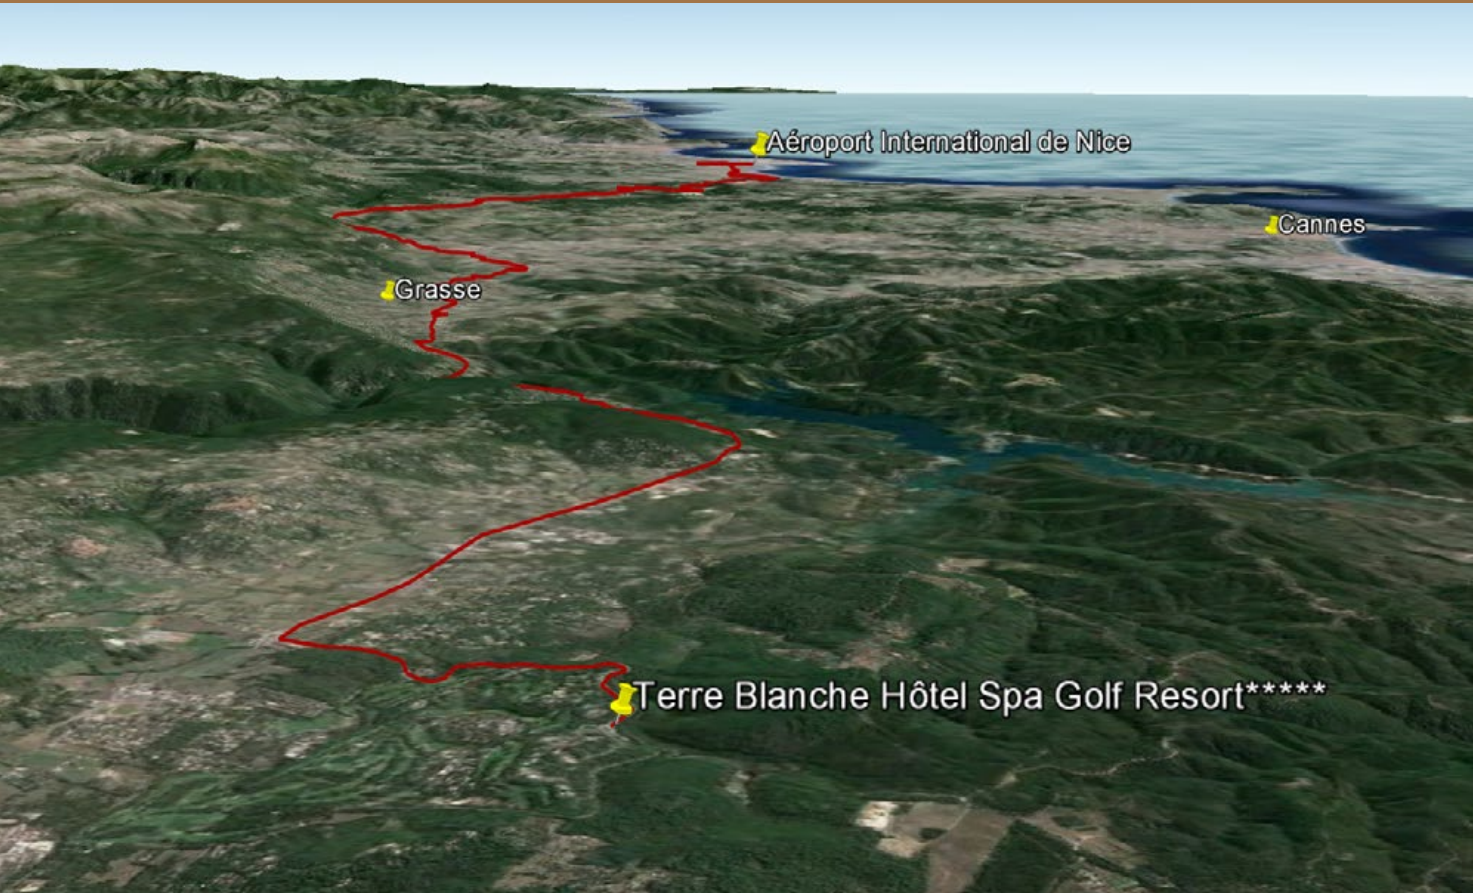 Aéroport International de Nice
Cannes
Grasse
Terre Blanche Hôtel Spa Golf Resort*****